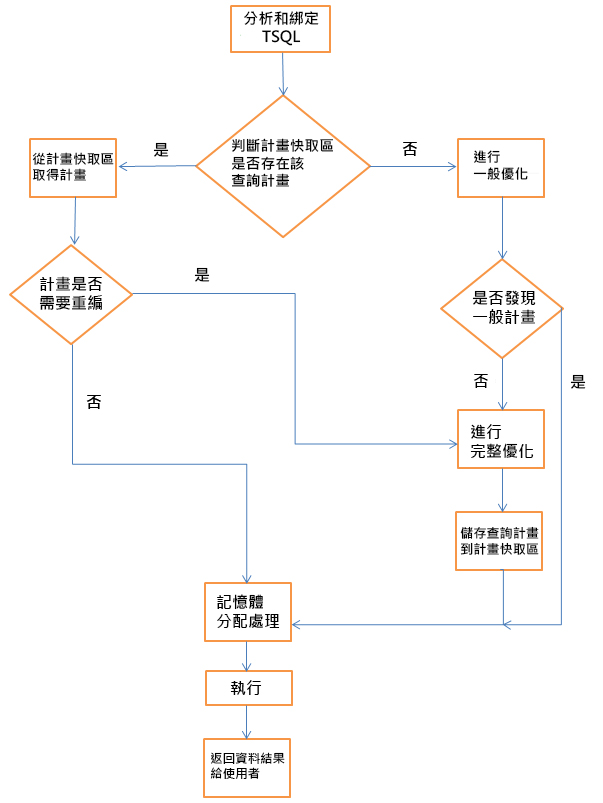 分析和綁定
TSQL
判斷計畫快取區
是否存在該
查詢計畫
是
否
從計畫快取區
取得計畫
進行
一般優化
計畫是否
需要重編
是
是否發現
一般計畫
否
否
是
進行
完整優化
儲存查詢計畫
到計畫快取區
記憶體
分配處理
執行
返回資料結果
給使用者